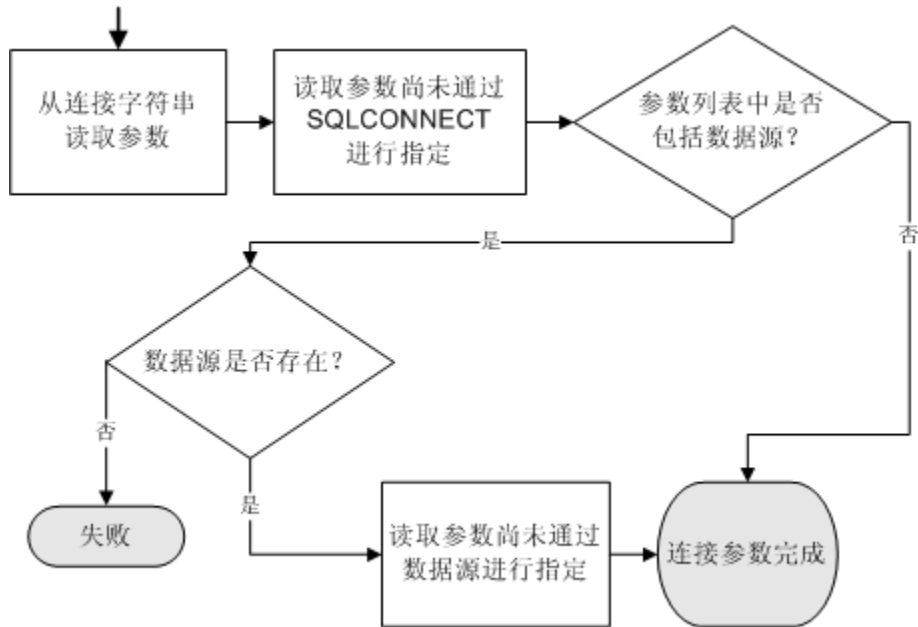 从连接字符串
读取参数
读取参数尚未通过
SQLCONNECT
进行指定
参数列表中是否
包括数据源？
是
否
数据源是否存在？
否
是
失败
读取参数尚未通过
数据源进行指定
连接参数完成